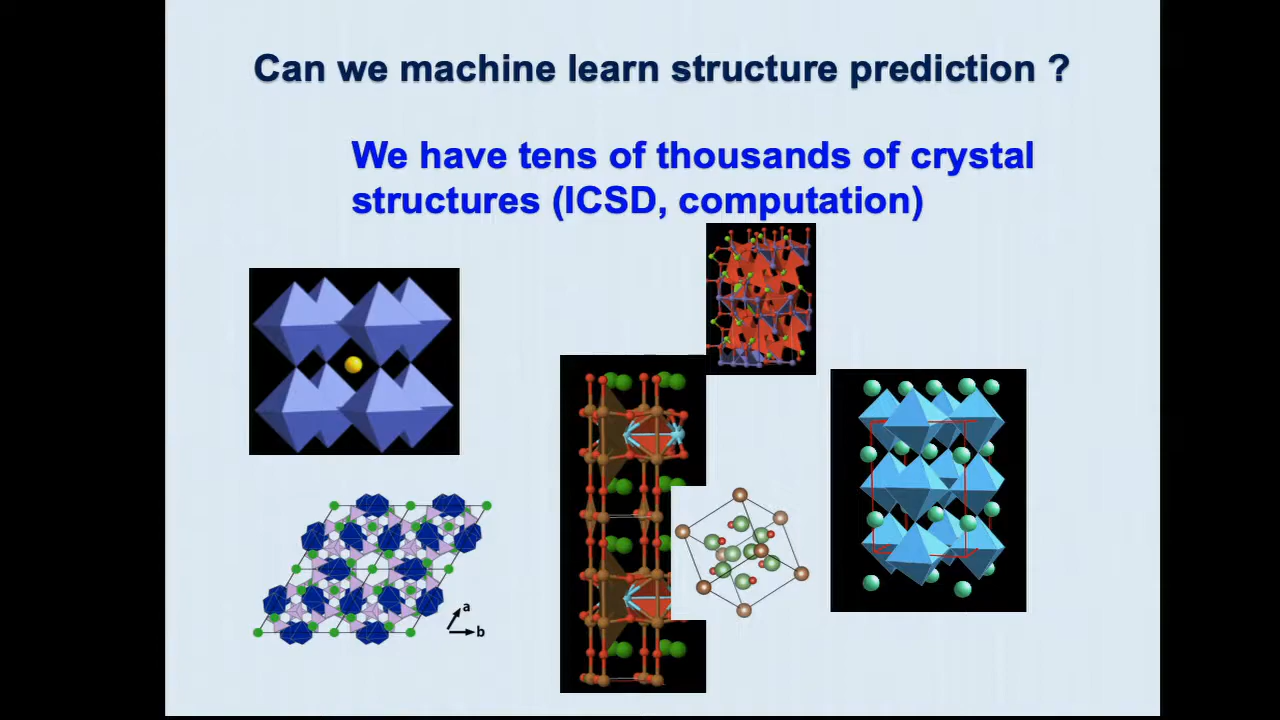 Can we machine learn structure prediction ?
We have tens of thousands of crystal
structures (ICSD, computation)
a
b